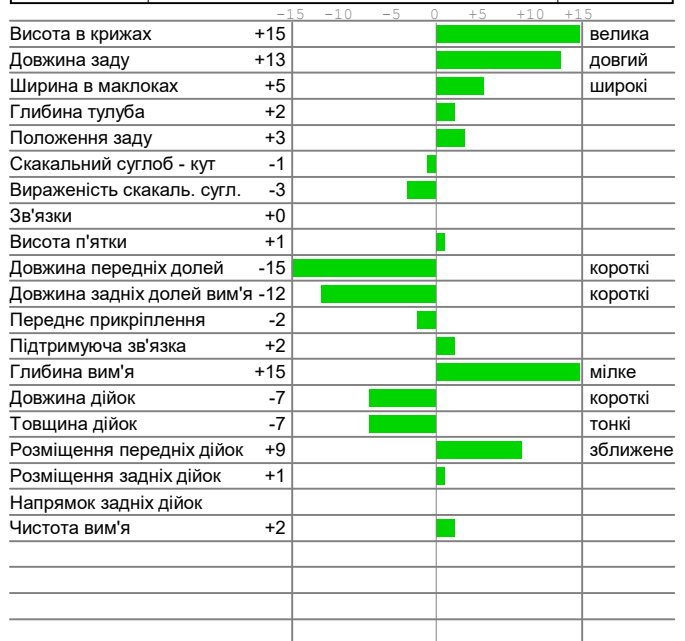 -15 -10 -5 0 +5 +10 +15
Висота в крижах +15 велика
Довжина заду +13 довгий
Ширина в маклоках +5 широкі
Глибина тулуба +2
Положення заду +3
Скакальний суглоб - кут -1
Вираженість скакаль. сугл. -3
Зв'язки +0
Висота п'ятки +1
Довжина передніх долей -15 короткі
Довжина задніх долей вим'я -12 короткі
Переднє прикріплення -2
Підтримуюча зв'язка +2
Глибина вим'я +15 мілке
Довжина дійок -7 короткі
Товщина дійок -7 тонкі
Розміщення передніх дійок +9 зближене
Розміщення задніх дійок +1
Напрямок задніх дійок
Чистота вим'я +2